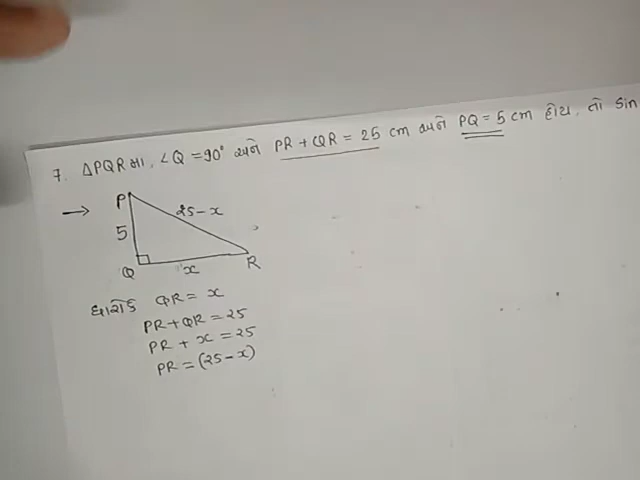 7. △PQR માં, ∠Q = 90° અને PR + QR = 25 cm અને PQ = 5 cm હોય, તો Sin
→
P
25-x
5
Q
x
R
ધારોકે QR = x
PR + QR = 25
PR + x = 25
PR = (25-x)